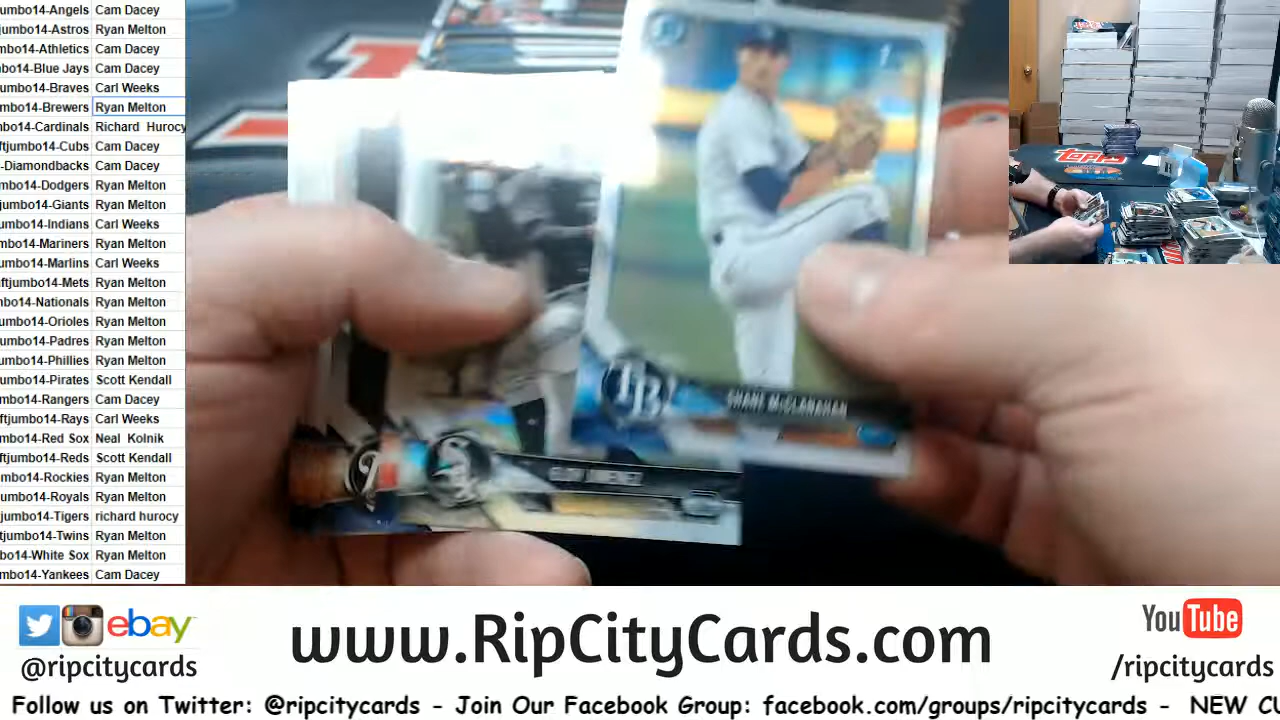 umbo14-Angels Cam Dacey
jumbo14-Astros Ryan Melton
mbo14-Athletics Cam Dacey
bo14-Blue Jays Cam Dacey
umbo14-Braves Carl Weeks
mbo14-Brewers Ryan Melton
nbo14-Cardinals Richard Hurocy
ftjumbo14-Cubs Cam Dacey
-Diamondbacks Cam Dacey
mbo14-Dodgers Ryan Melton
jumbo14-Giants Ryan Melton
umbo14-Indians Carl Weeks
mbo14-Mariners Ryan Melton
umbo14-Marlins Carl Weeks
ftjumbo14-Mets Ryan Melton
bo14-Nationals Ryan Melton
umbo14-Orioles Ryan Melton
umbo14-Padres Ryan Melton
umbo14-Phillies Ryan Melton
umbo14-Pirates Scott Kendall
mbo14-Rangers Cam Dacey
ftjumbo14-Rays Carl Weeks
mbo14-Red Sox Neal Kolnik
ftjumbo14-Reds Scott Kendall
mbo14-Rockies Ryan Melton
umbo14-Royals Ryan Melton
jumbo14-Tigers richard hurocy
umbo14-Twins Ryan Melton
bo14-White Sox Ryan Melton
mbo14-Yankees Cam Dacey
TB
SHANE McCLANAHAN
ELOY JIMENEZ
TOPPS
ebay
@ripcitycards
www.RipCityCards.com
YouTube
/ripcitycards
Follow us on Twitter: @ripcitycards - Join Our Facebook Group: facebook.com/groups/ripcitycards - NEW CU